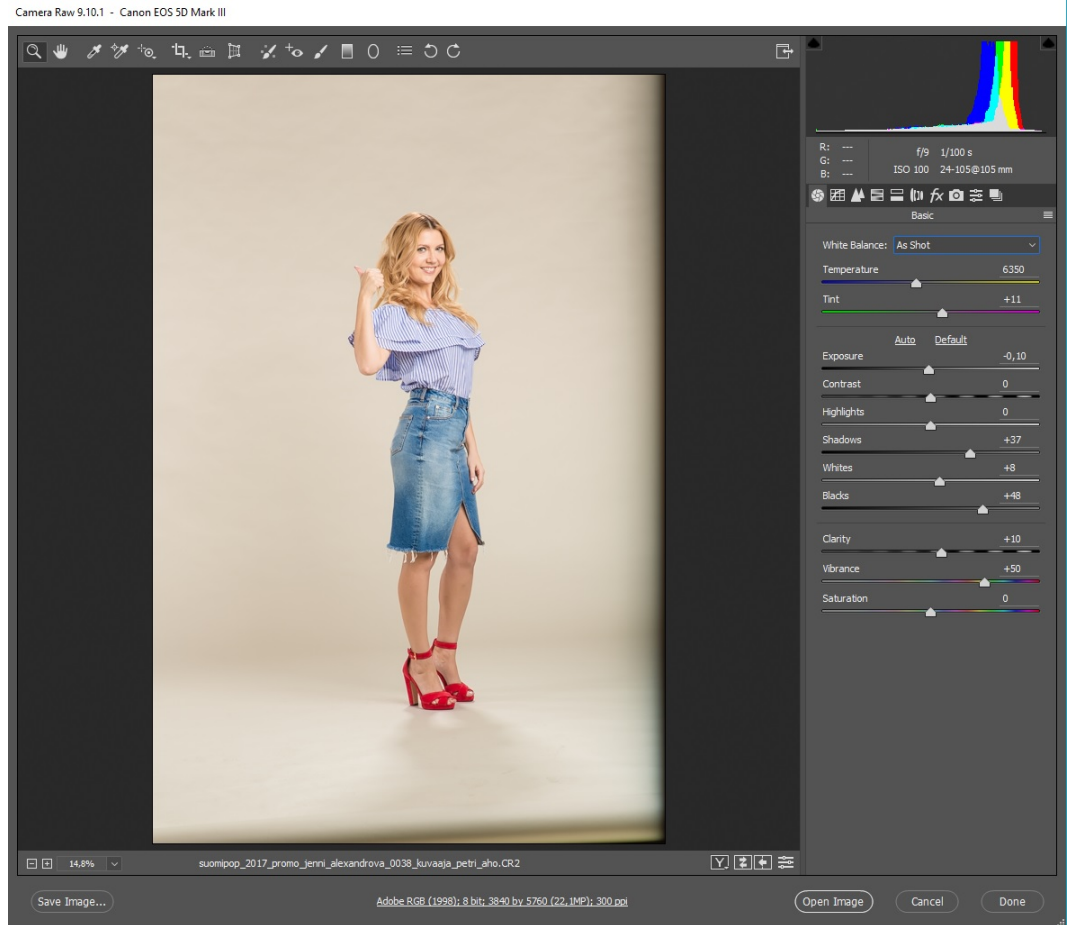 Camera Raw 9.10.1 - Canon EOS 5D Mark III
R: ---
G: ---
B: ---
f/9 1/100 s
ISO 100 24-105@105 mm
Basic
White Balance: As Shot
Temperature 6350
Tint +11
Auto Default
Exposure -0,10
Contrast 0
Highlights 0
Shadows +37
Whites +8
Blacks +48
Clarity +10
Vibrance +50
Saturation 0
14,8% suomipop_2017_promo_jenni_alexandrova_0038_kuvaaja_petri_aho.CR2
Save Image... Adobe RGB (1998); 8 bit; 3840 by 5760 (22,1MP); 300 ppi Open Image Cancel Done